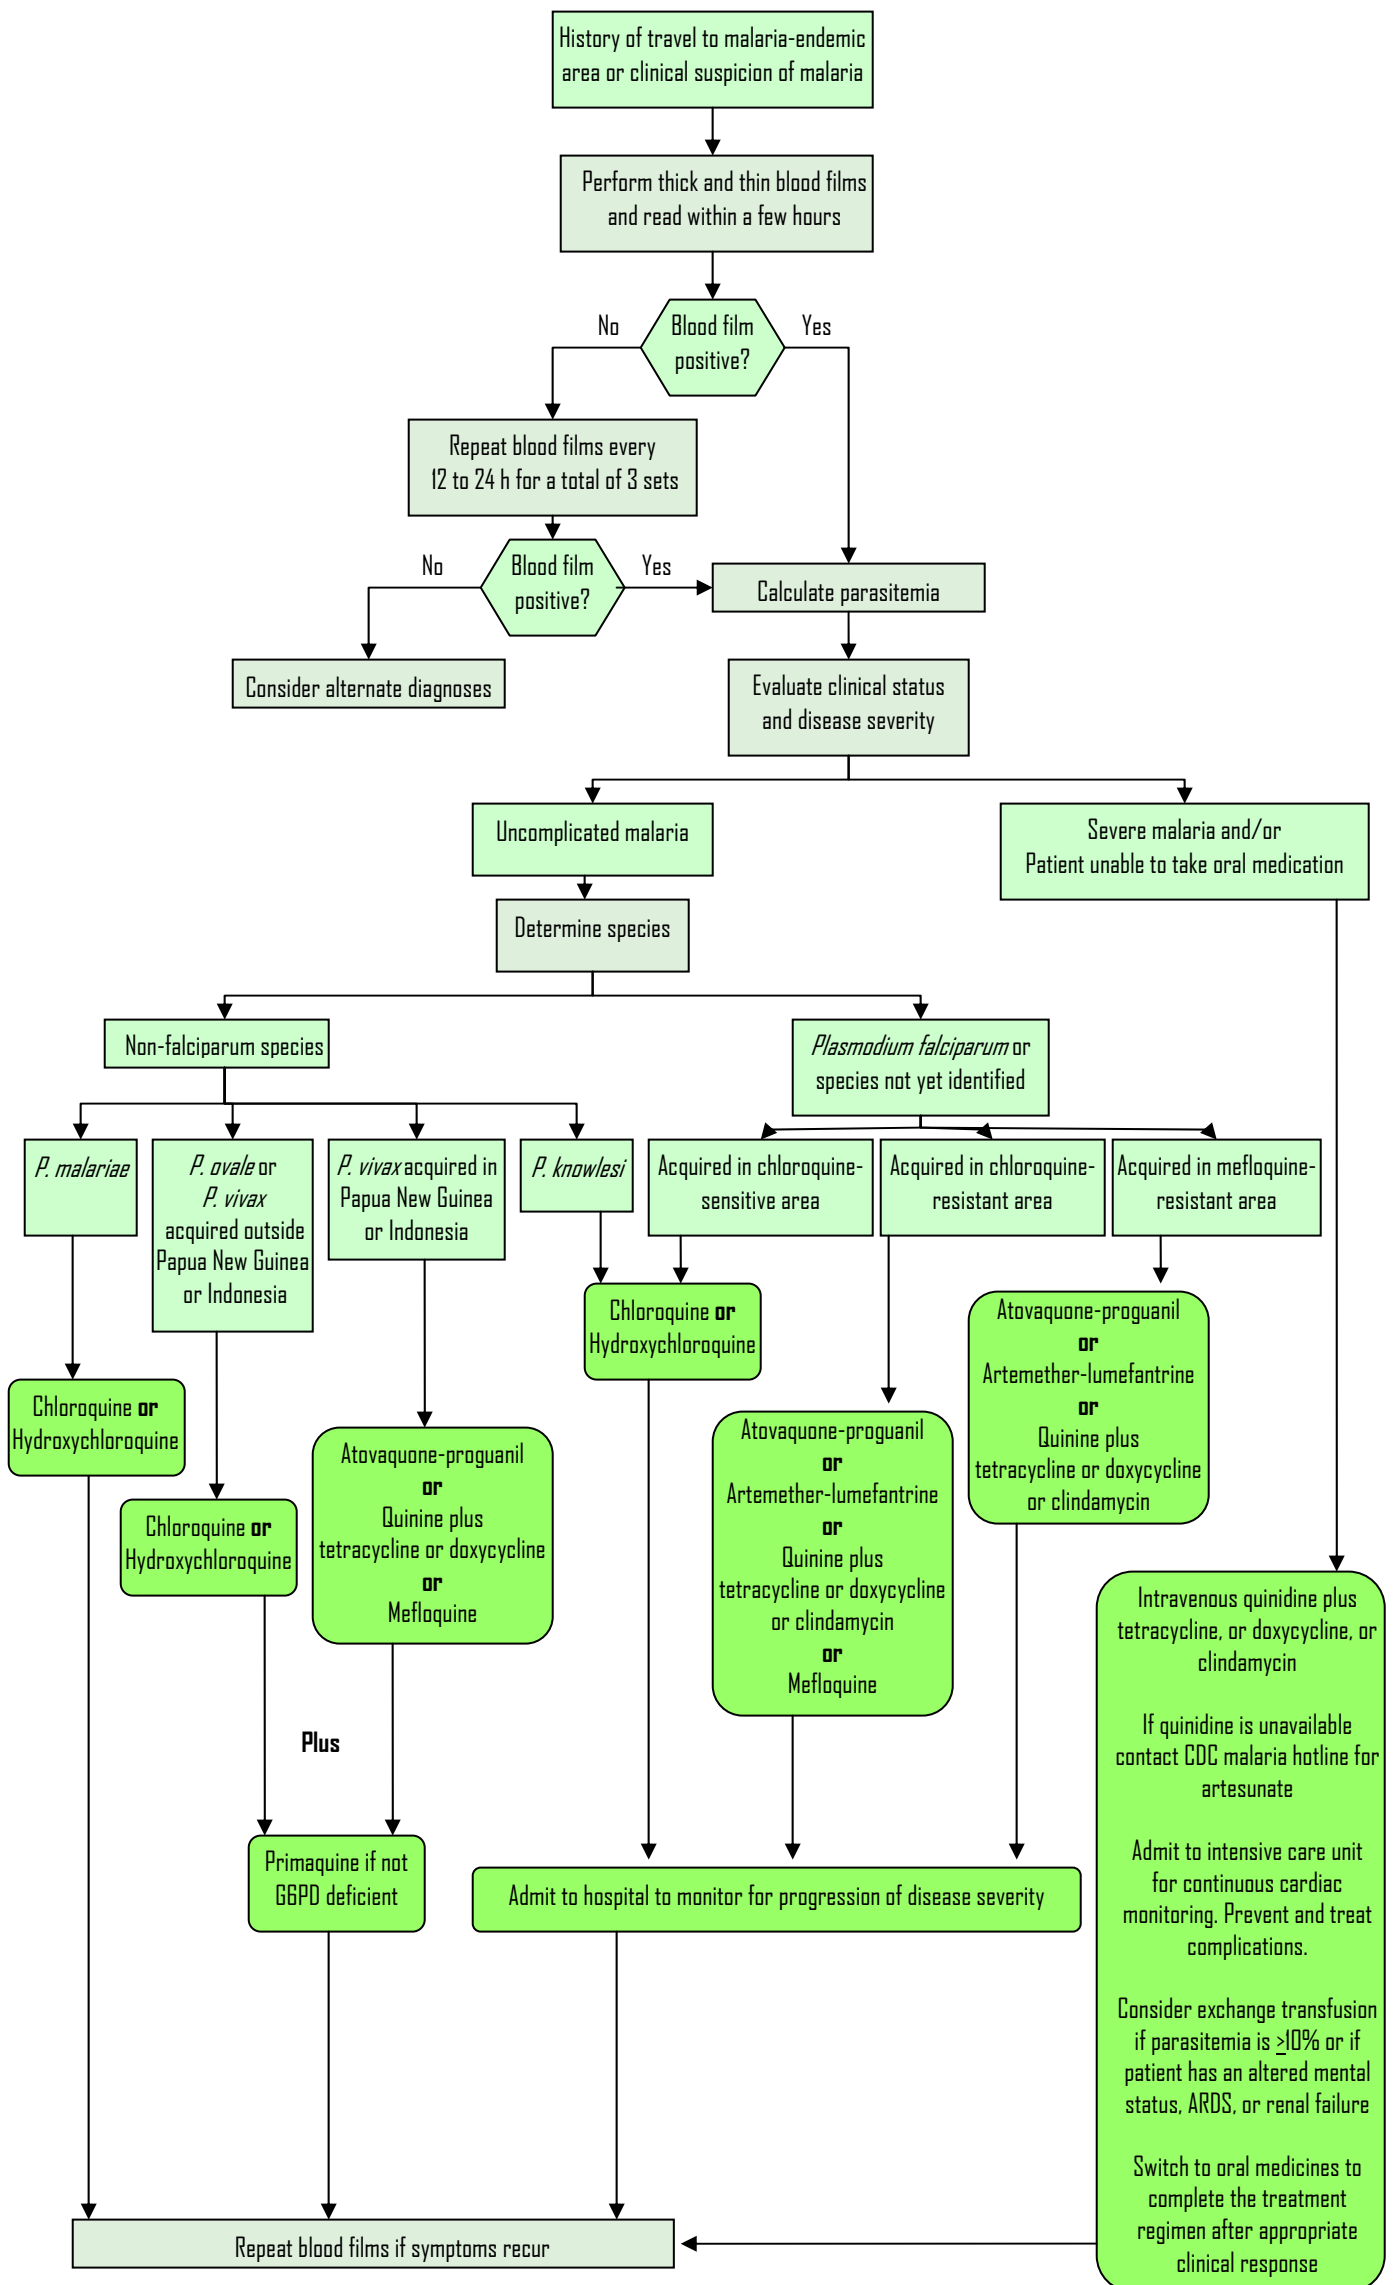 History of travel to malaria-endemic
area or clinical suspicion of malaria
Perform thick and thin blood films
and read within a few hours
Blood film
positive?
No
Yes
Repeat blood films every
12 to 24 h for a total of 3 sets
Blood film
positive?
No
Yes
Calculate parasitemia
Consider alternate diagnoses
Evaluate clinical status
and disease severity
Uncomplicated malaria
Severe malaria and/or
Patient unable to take oral medication
Determine species
Non-falciparum species
Plasmodium falciparum or
species not yet identified
P. malariae
P. ovale or
P. vivax
acquired outside
Papua New Guinea
or Indonesia
P. vivax acquired in
Papua New Guinea
or Indonesia
P. knowlesi
Acquired in chloroquine-
sensitive area
Acquired in chloroquine-
resistant area
Acquired in mefloquine-
resistant area
Chloroquine or
Hydroxychloroquine
Chloroquine or
Hydroxychloroquine
Atovaquone-proguanil
or
Quinine plus
tetracycline or doxycycline
or
Mefloquine
Chloroquine or
Hydroxychloroquine
Atovaquone-proguanil
or
Artemether-lumefantrine
or
Quinine plus
tetracycline or doxycycline
or clindamycin
or
Mefloquine
Atovaquone-proguanil
or
Artemether-lumefantrine
or
Quinine plus
tetracycline or doxycycline
or clindamycin
Intravenous quinidine plus
tetracycline, or doxycycline, or
clindamycin
If quinidine is unavailable
contact CDC malaria hotline for
artesunate
Admit to intensive care unit
for continuous cardiac
monitoring. Prevent and treat
complications.
Consider exchange transfusion
if parasitemia is ≥10% or if
patient has an altered mental
status, ARDS, or renal failure
Switch to oral medicines to
complete the treatment
regimen after appropriate
clinical response
Plus
Primaquine if not
G6PD deficient
Admit to hospital to monitor for progression of disease severity
Repeat blood films if symptoms recur